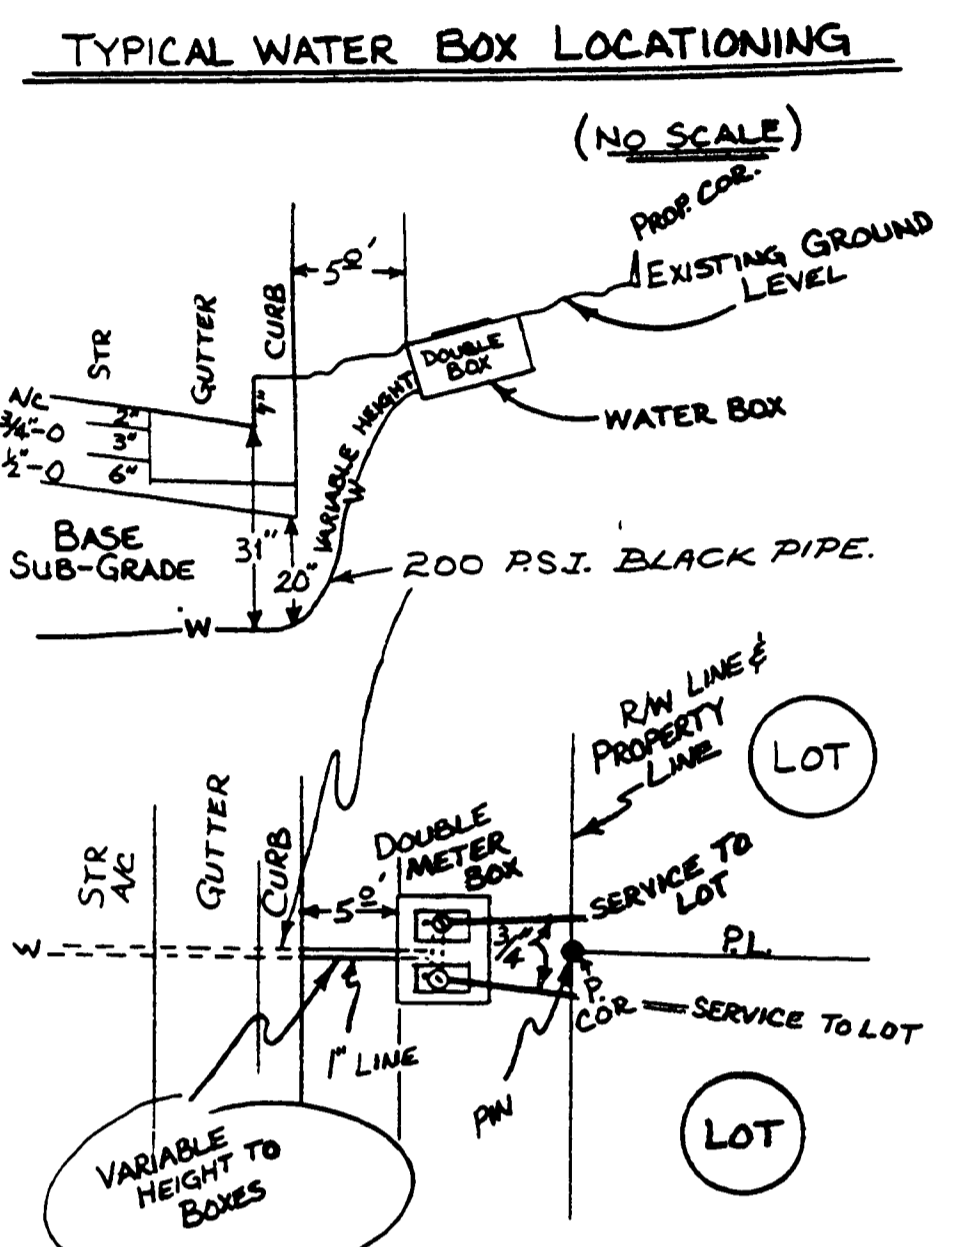 TYPICAL WATER BOX LOCATIONING
(NO SCALE)
PROP. COR.
EXISTING GROUND
LEVEL
5'0
STR
GUTTER
CURB
DOUBLE
BOX
WATER BOX
A/C
3/4"-O
1/2"-O
2"
3"
6"
9"
VARIABLE HEIGHT
W
BASE
SUB-GRADE
31"
20"
200 P.S.I. BLACK PIPE.
W
R/W LINE &
PROPERTY
LINE
LOT
STR
A/C
GUTTER
CURB
DOUBLE
METER
BOX
5'0
SERVICE TO
LOT
W
3/4"
P.L.
P.
COR
SERVICE TO LOT
1" LINE
PIN
LOT
VARIABLE
HEIGHT TO
BOXES